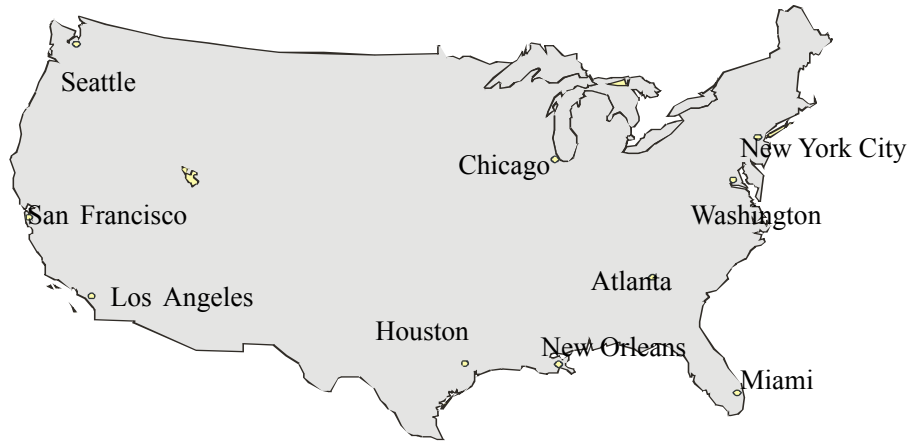 Seattle
New York City
Chicago
San Francisco
Washington
Atlanta
Los Angeles
Houston
New Orleans
Miami